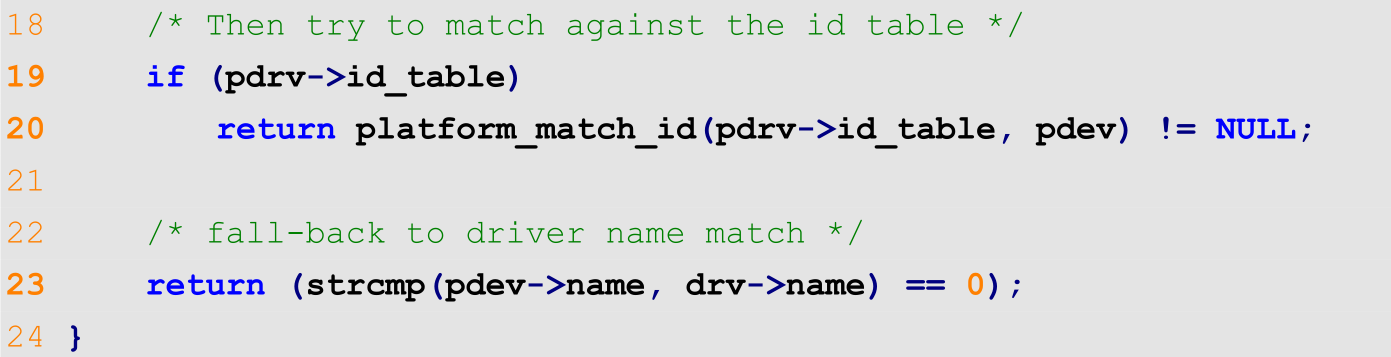 18 /* Then try to match against the id table */
19 if (pdrv->id_table)
20 return platform_match_id(pdrv->id_table, pdev) != NULL;
21
22 /* fall-back to driver name match */
23 return (strcmp(pdev->name, drv->name) == 0);
24 }